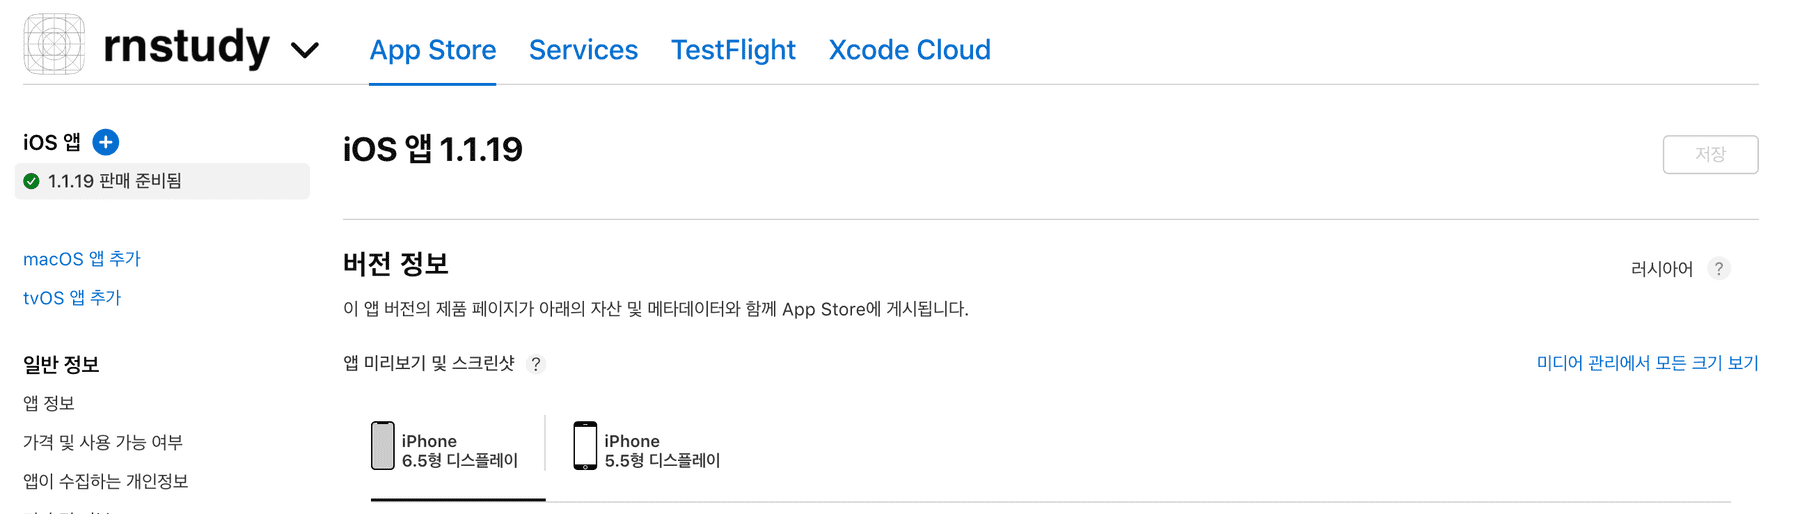 rnstudy App Store Services TestFlight Xcode Cloud
iOS 앱
1.1.19 판매 준비됨
macOS 앱 추가
tvOS 앱 추가
일반 정보
앱 정보
가격 및 사용 가능 여부
앱이 수집하는 개인정보
iOS 앱 1.1.19
저장
버전 정보
러시아어 ?
이 앱 버전의 제품 페이지가 아래의 자산 및 메타데이터와 함께 App Store에 게시됩니다.
앱 미리보기 및 스크린샷 ?
미디어 관리에서 모든 크기 보기
iPhone
6.5형 디스플레이
iPhone
5.5형 디스플레이